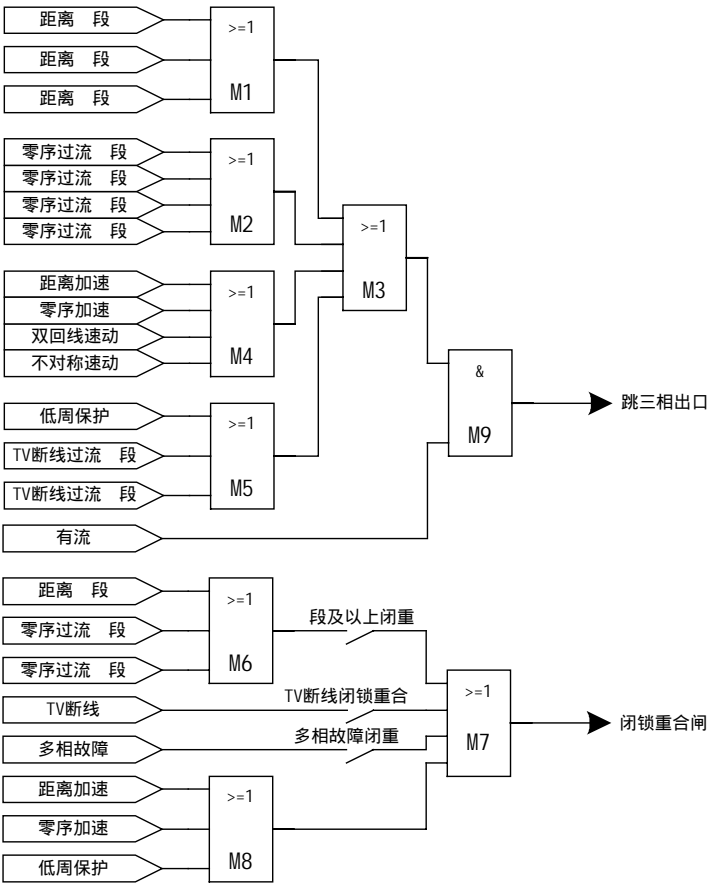 距离 段
>=1
距离 段
距离 段
M1
零序过流 段
>=1
零序过流 段
零序过流 段
零序过流 段
M2
>=1
M3
距离加速
>=1
零序加速
双回线速动
不对称速动
M4
&
M9
跳三相出口
低周保护
>=1
TV断线过流 段
TV断线过流 段
M5
有流
距离 段
>=1
零序过流 段
零序过流 段
M6
段及以上闭重
TV断线
TV断线闭锁重合
>=1
M7
闭锁重合闸
多相故障
多相故障闭重
距离加速
>=1
零序加速
低周保护
M8